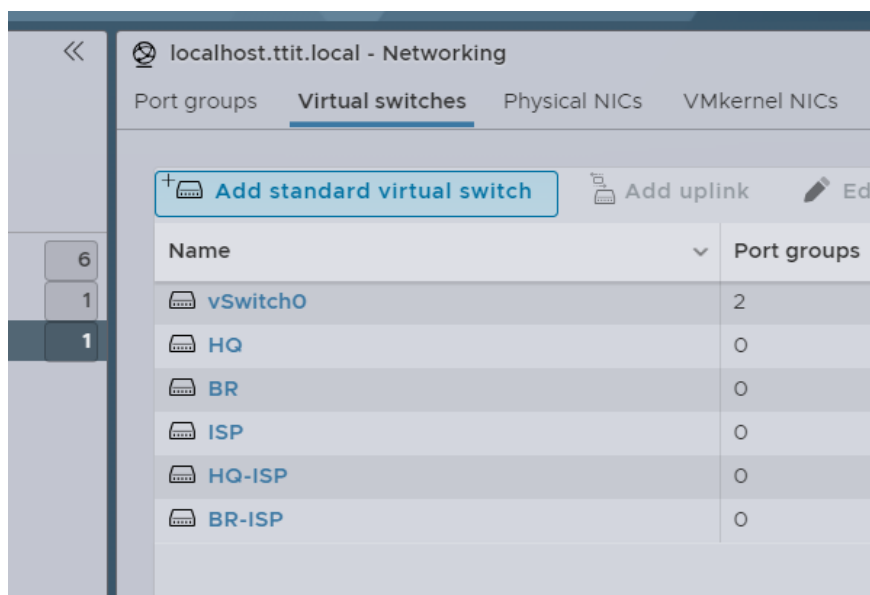 localhost.ttit.local - Networking
Port groups Virtual switches Physical NICs VMkernel NICs
Add standard virtual switch Add uplink Ed
Name Port groups
6
1
1
vSwitch0 2
HQ 0
BR 0
ISP 0
HQ-ISP 0
BR-ISP 0